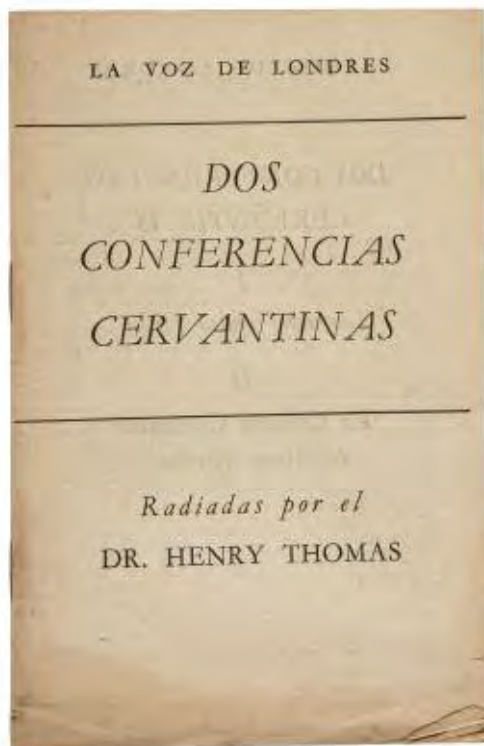 LA VOZ DE LONDRES
DOS
CONFERENCIAS
CERVANTINAS
Radiadas por el
DR. HENRY THOMAS